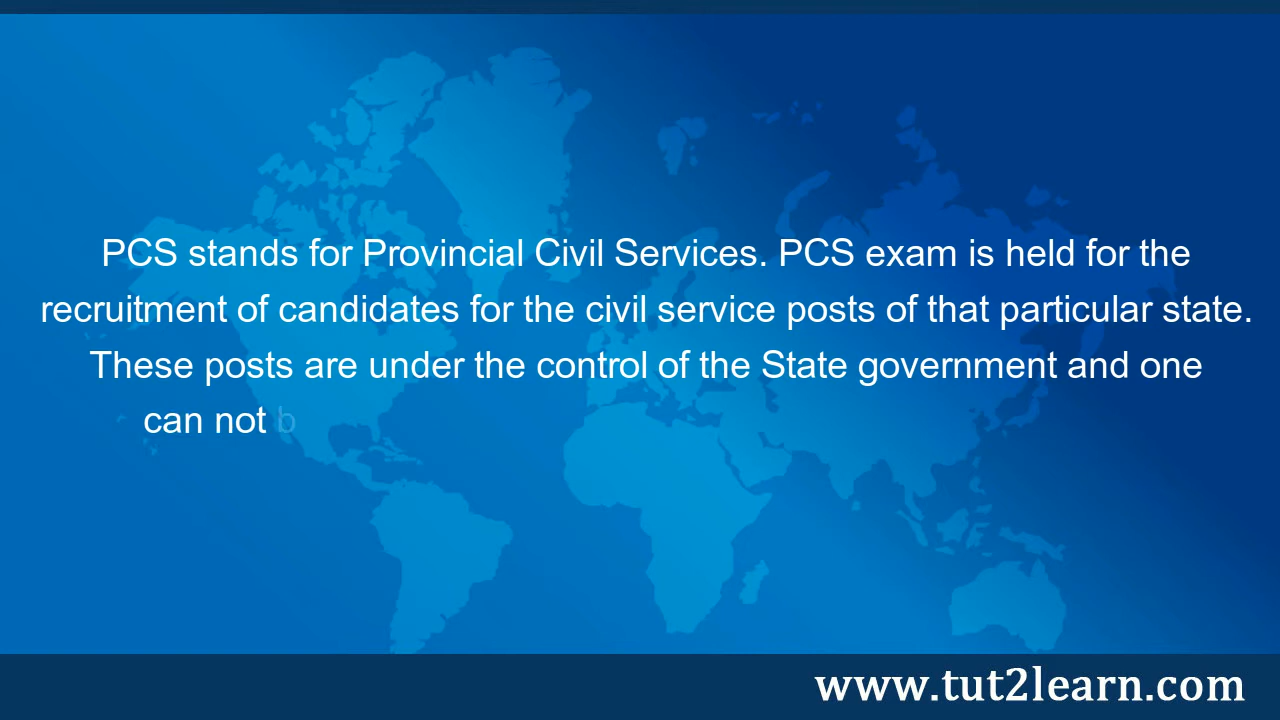 PCS stands for Provincial Civil Services. PCS exam is held for the
recruitment of candidates for the civil service posts of that particular state.
These posts are under the control of the State government and one
can not b
www.tut2learn.com